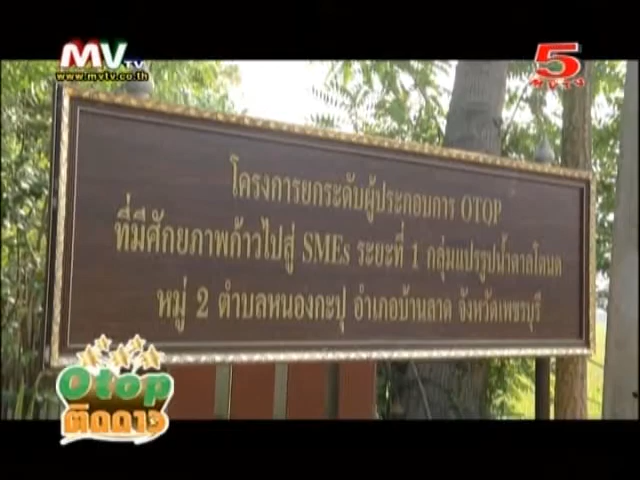 MVTV
www.mvtv.co.th
5
MVTV
โครงการยกระดับผู้ประกอบการ OTOP
ที่มีศักยภาพก้าวไปสู่ SMEs ระยะที่ 1 กลุ่มแปรรูปน้ำตาลโตนด
หมู่ 2 ตำบลหนองกะปุ อำเภอบ้านลาด จังหวัดเพชรบุรี
Otop
ติดดาว